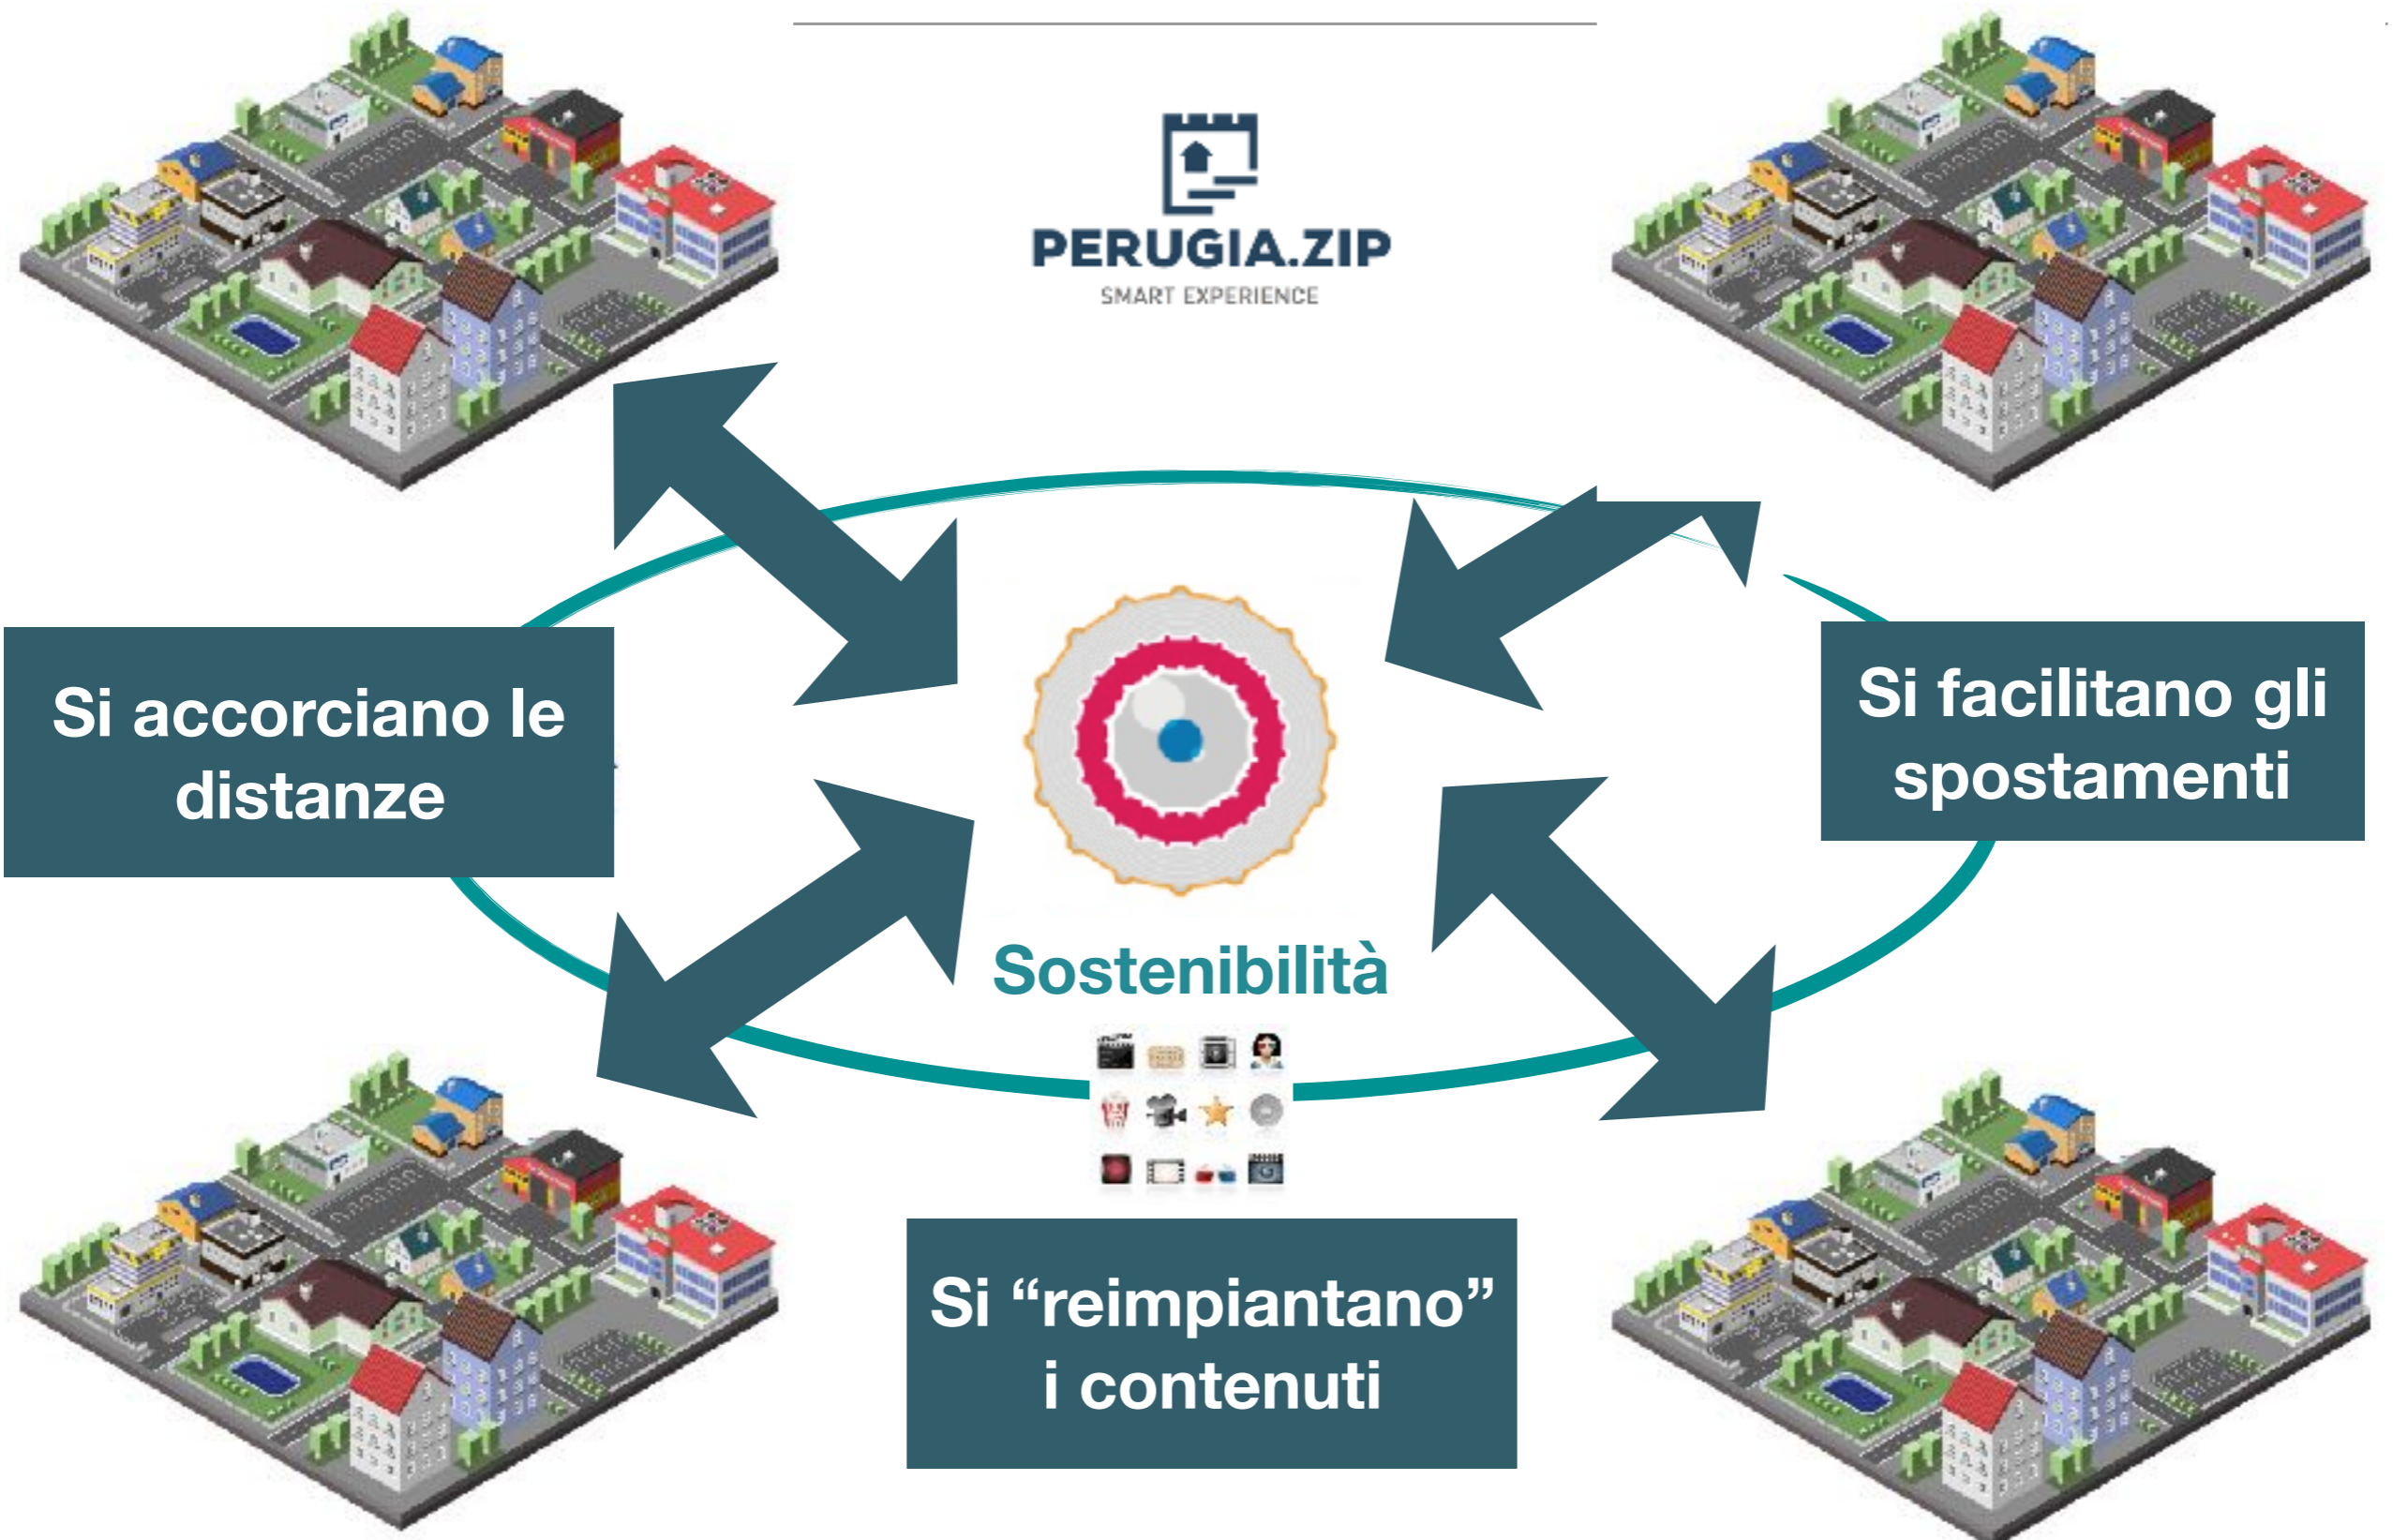 PERUGIA.ZIP
SMART EXPERIENCE
Si accorciano le
distanze
Si facilitano gli
spostamenti
Sostenibilità
Si “reimpiantano”
i contenuti